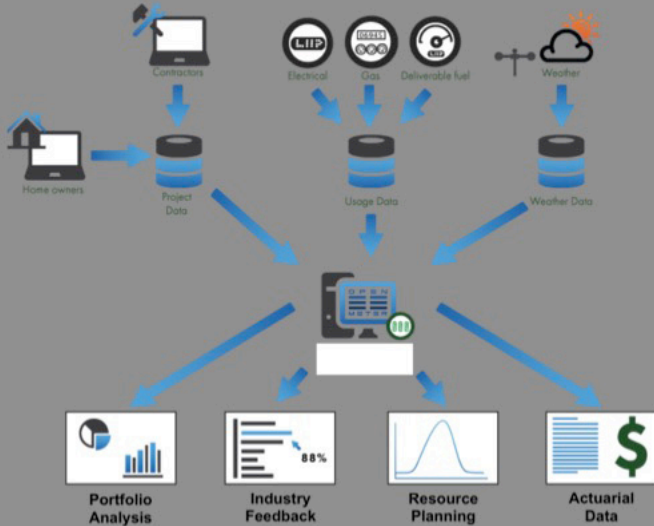 Contractors
Electrical
Gas
Deliverable fuel
Weather
Home owners
Project
Data
Usage Data
Weather Data
OPEN
METER
88%
Portfolio
Analysis
Industry
Feedback
Resource
Planning
Actuarial
Data
$